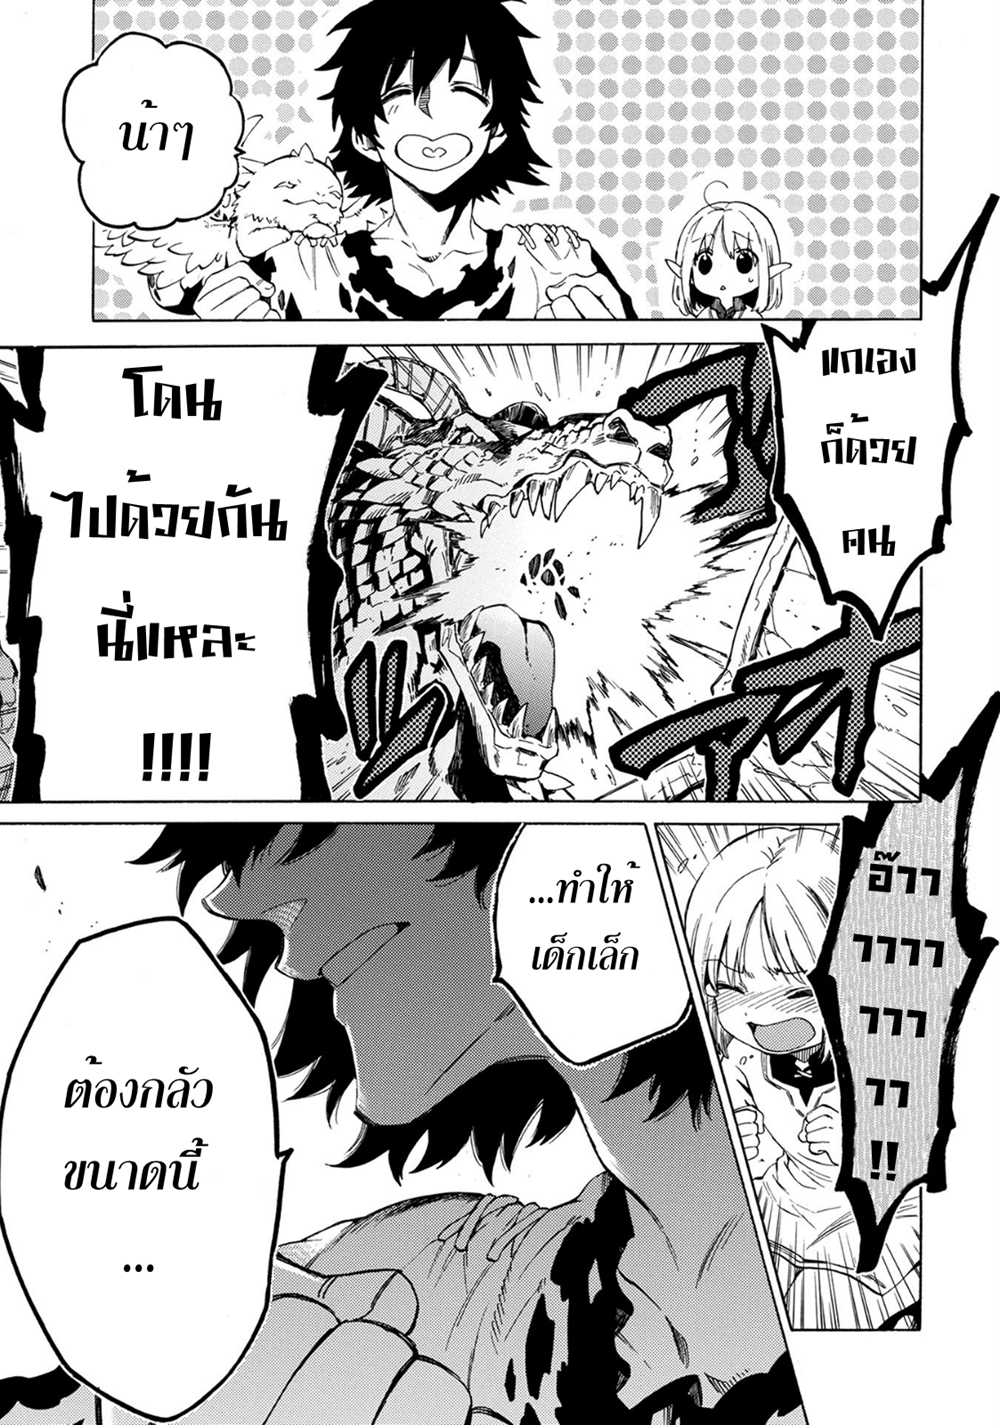 น้าๆ
แกเอง
ก็ด้วย
คน
โดน
ไปด้วยกัน
นี่แหละ
!!!!
อ๊าา
าาาา
าาา
าา
!!
...ทำให้
เด็กเล็ก
ต้องกลัว
ขนาดนี้
...